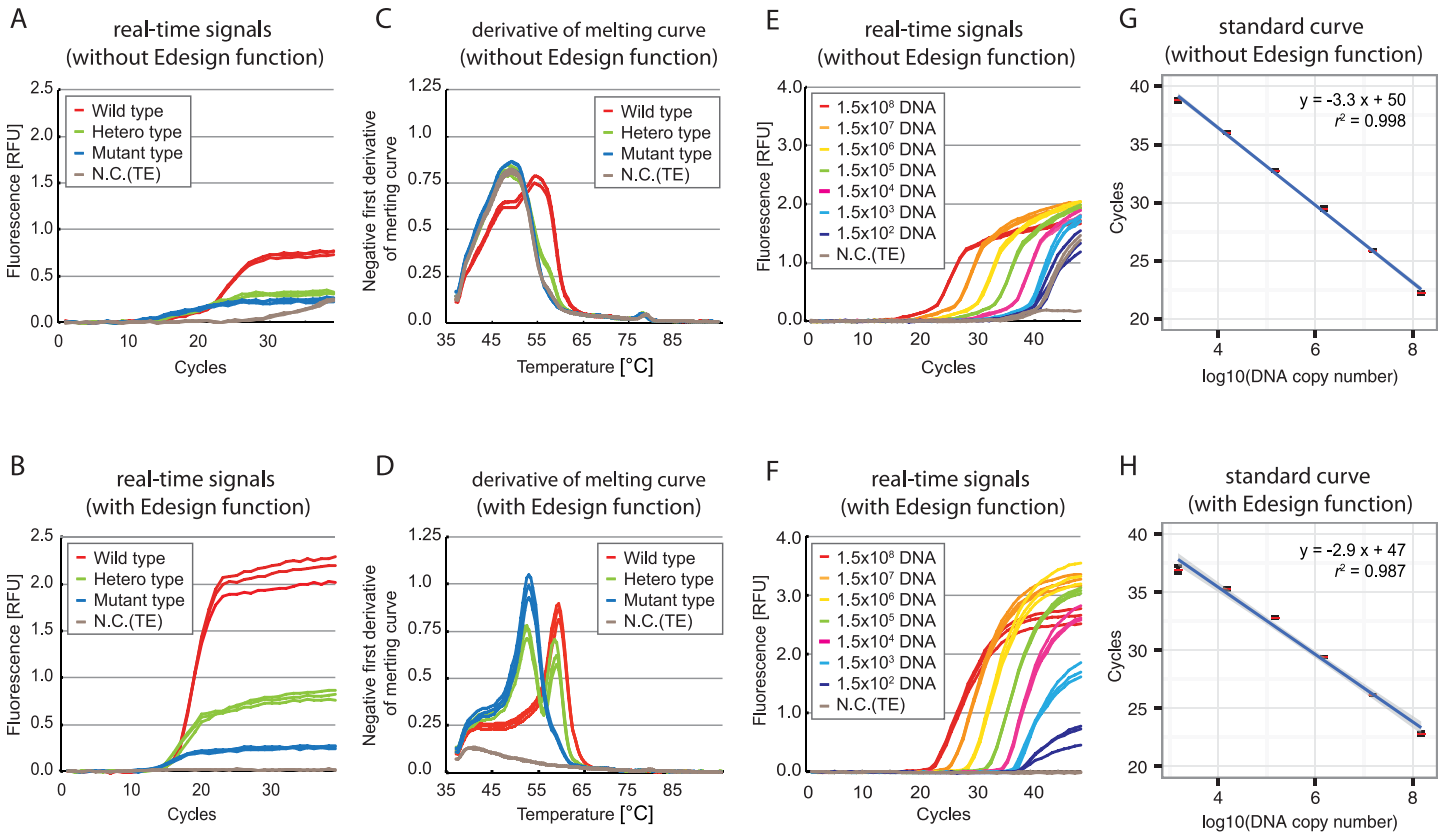 A
real-time signals
(without Edesign function)
Fluorescence [RFU]
2.5
2.0
1.5
1.0
0.5
0.0
Wild type
Hetero type
Mutant type
N.C.(TE)
0
10
20
30
Cycles
C
derivative of melting curve
(without Edesign function)
Negative first derivative
of merting curve
1.25
1.00
0.75
0.50
0.25
0.0
Wild type
Hetero type
Mutant type
N.C.(TE)
35
45
55
65
75
85
Temperature [°C]
E
real-time signals
(without Edesign function)
Fluorescence [RFU]
4.0
3.0
2.0
1.0
0.0
1.5x10⁸ DNA
1.5x10⁷ DNA
1.5x10⁶ DNA
1.5x10⁵ DNA
1.5x10⁴ DNA
1.5x10³ DNA
1.5x10² DNA
N.C.(TE)
0
20
40
Cycles
G
standard curve
(without Edesign function)
Cycles
40
35
30
25
20
y = -3.3 x + 50
r² = 0.998
4
6
8
log10(DNA copy number)
B
real-time signals
(with Edesign function)
Fluorescence [RFU]
2.5
2.0
1.5
1.0
0.5
0.0
Wild type
Hetero type
Mutant type
N.C.(TE)
0
10
20
30
Cycles
D
derivative of melting curve
(with Edesign function)
Negative first derivative
of merting curve
1.25
1.00
0.75
0.50
0.25
0.0
Wild type
Hetero type
Mutant type
N.C.(TE)
35
45
55
65
75
85
Temperature [°C]
F
real-time signals
(with Edesign function)
Fluorescence [RFU]
4.0
3.0
2.0
1.0
0.0
1.5x10⁸ DNA
1.5x10⁷ DNA
1.5x10⁶ DNA
1.5x10⁵ DNA
1.5x10⁴ DNA
1.5x10³ DNA
1.5x10² DNA
N.C.(TE)
0
20
40
Cycles
H
standard curve
(with Edesign function)
Cycles
40
35
30
25
20
y = -2.9 x + 47
r² = 0.987
4
6
8
log10(DNA copy number)